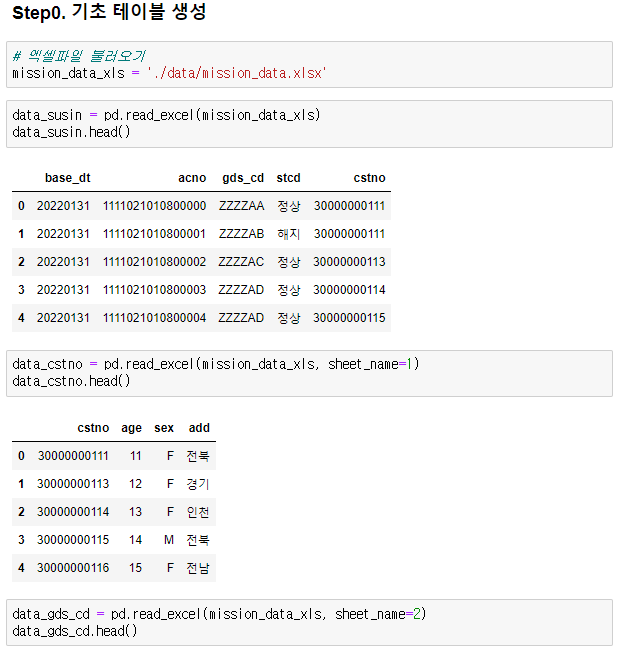 Step0. 기초 테이블 생성
# 엑셀파일 불러오기
mission_data_xls = './data/mission_data.xlsx'
data_susin = pd.read_excel(mission_data_xls)
data_susin.head()
base_dt acno gds_cd stcd cstno
0 20220131 1111021010800000 ZZZZAA 정상 30000000111
1 20220131 1111021010800001 ZZZZAB 해지 30000000111
2 20220131 1111021010800002 ZZZZAC 정상 30000000113
3 20220131 1111021010800003 ZZZZAD 정상 30000000114
4 20220131 1111021010800004 ZZZZAD 정상 30000000115
data_cstno = pd.read_excel(mission_data_xls, sheet_name=1)
data_cstno.head()
cstno age sex add
0 30000000111 11 F 전북
1 30000000113 12 F 경기
2 30000000114 13 F 인천
3 30000000115 14 M 전북
4 30000000116 15 F 전남
data_gds_cd = pd.read_excel(mission_data_xls, sheet_name=2)
data_gds_cd.head()